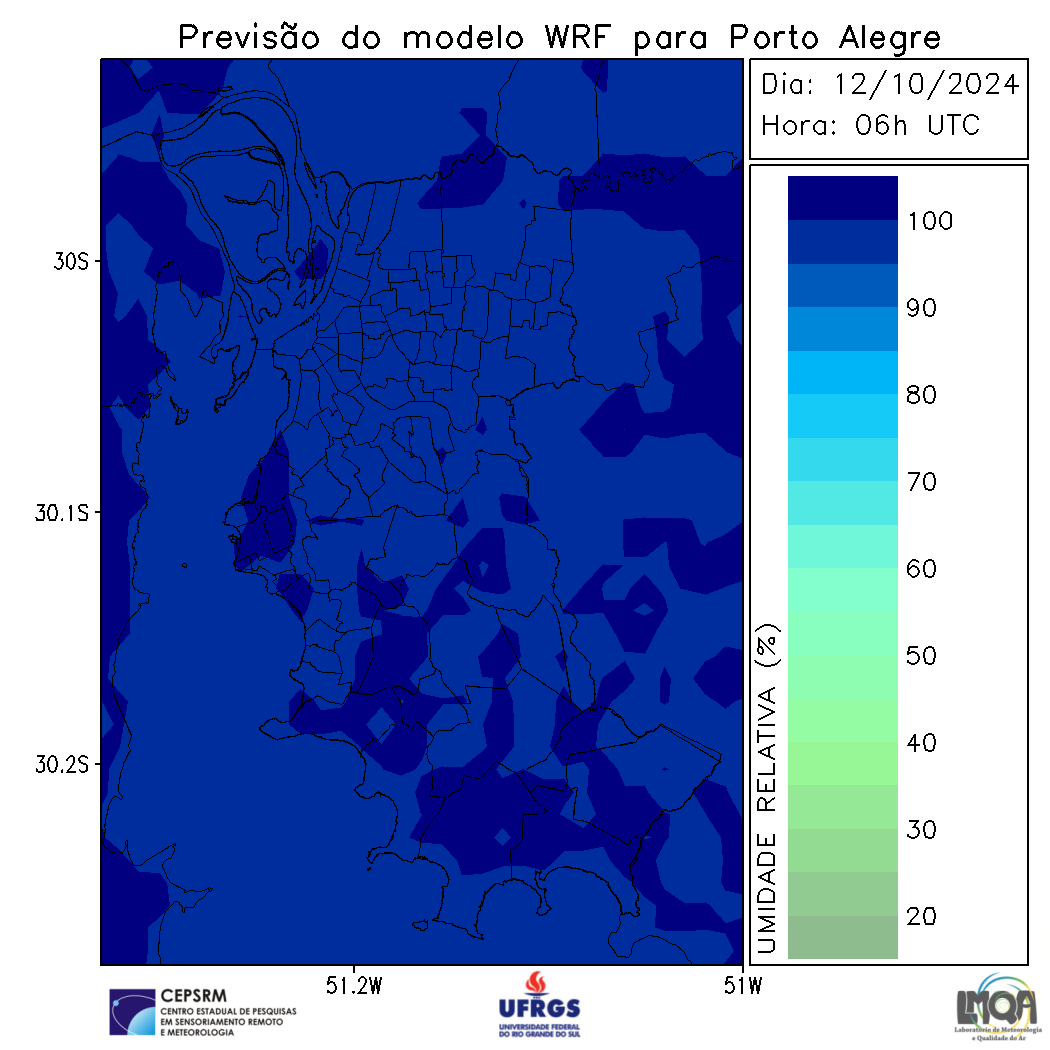 Previsão do modelo WRF para Porto Alegre
Dia: 12/10/2024
Hora: 06h UTC
30S
30.1S
30.2S
51.2W
51W
100
90
80
70
60
50
40
30
20
UMIDADE RELATIVA (%)
CEPSRM
CENTRO ESTADUAL DE PESQUISAS
EM SENSORIAMENTO REMOTO
E METEOROLOGIA
UFRGS
UNIVERSIDADE FEDERAL
DO RIO GRANDE DO SUL
LMQA
Laboratório de Meteorologia
e Qualidade do Ar